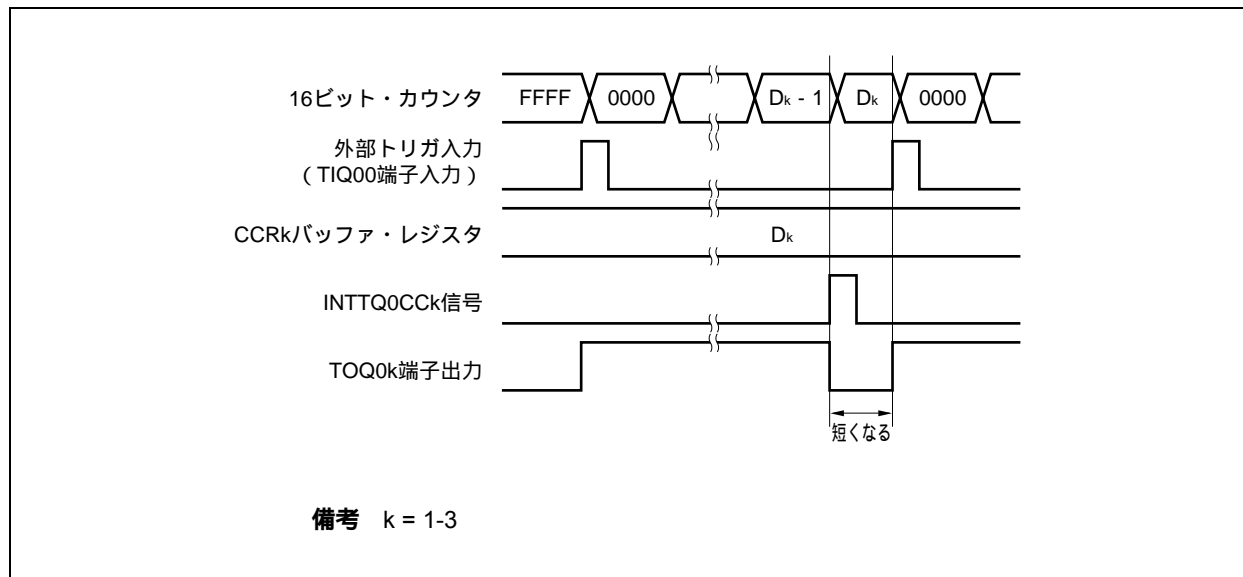 16ビット・カウンタ FFFF 0000 Dk - 1 Dk 0000
外部トリガ入力
(TIQ00端子入力)
CCRkバッファ・レジスタ Dk
INTTQ0CCk信号
TOQ0k端子出力
短くなる
備考 k = 1-3